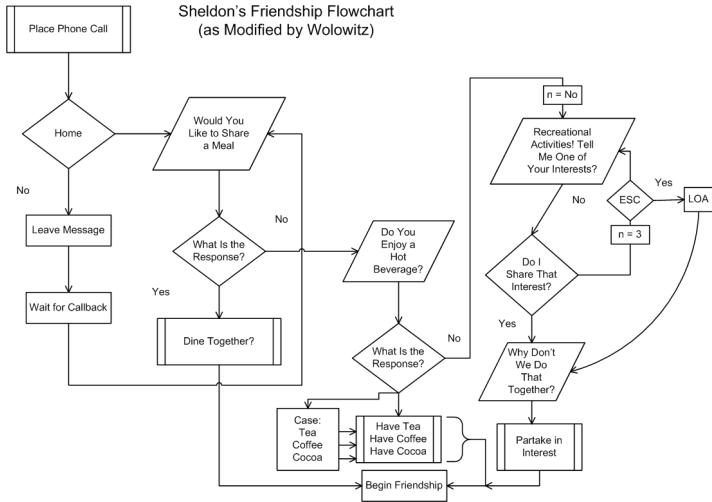 Sheldon's Friendship Flowchart
(as Modified by Wolowitz)
Place Phone Call
Home
No
Leave Message
Wait for Callback
Would You
Like to Share
a Meal
What Is the
Response?
No
Yes
Dine Together?
Do You
Enjoy a
Hot
Beverage?
What Is the
Response?
No
Case:
Tea
Coffee
Cocoa
Have Tea
Have Coffee
Have Cocoa
n = No
Recreational
Activities! Tell
Me One of
Your Interests?
No
Do I
Share That
Interest?
n = 3
ESC
Yes
LOA
Yes
Why Don't
We Do
That
Together?
Partake in
Interest
Begin Friendship